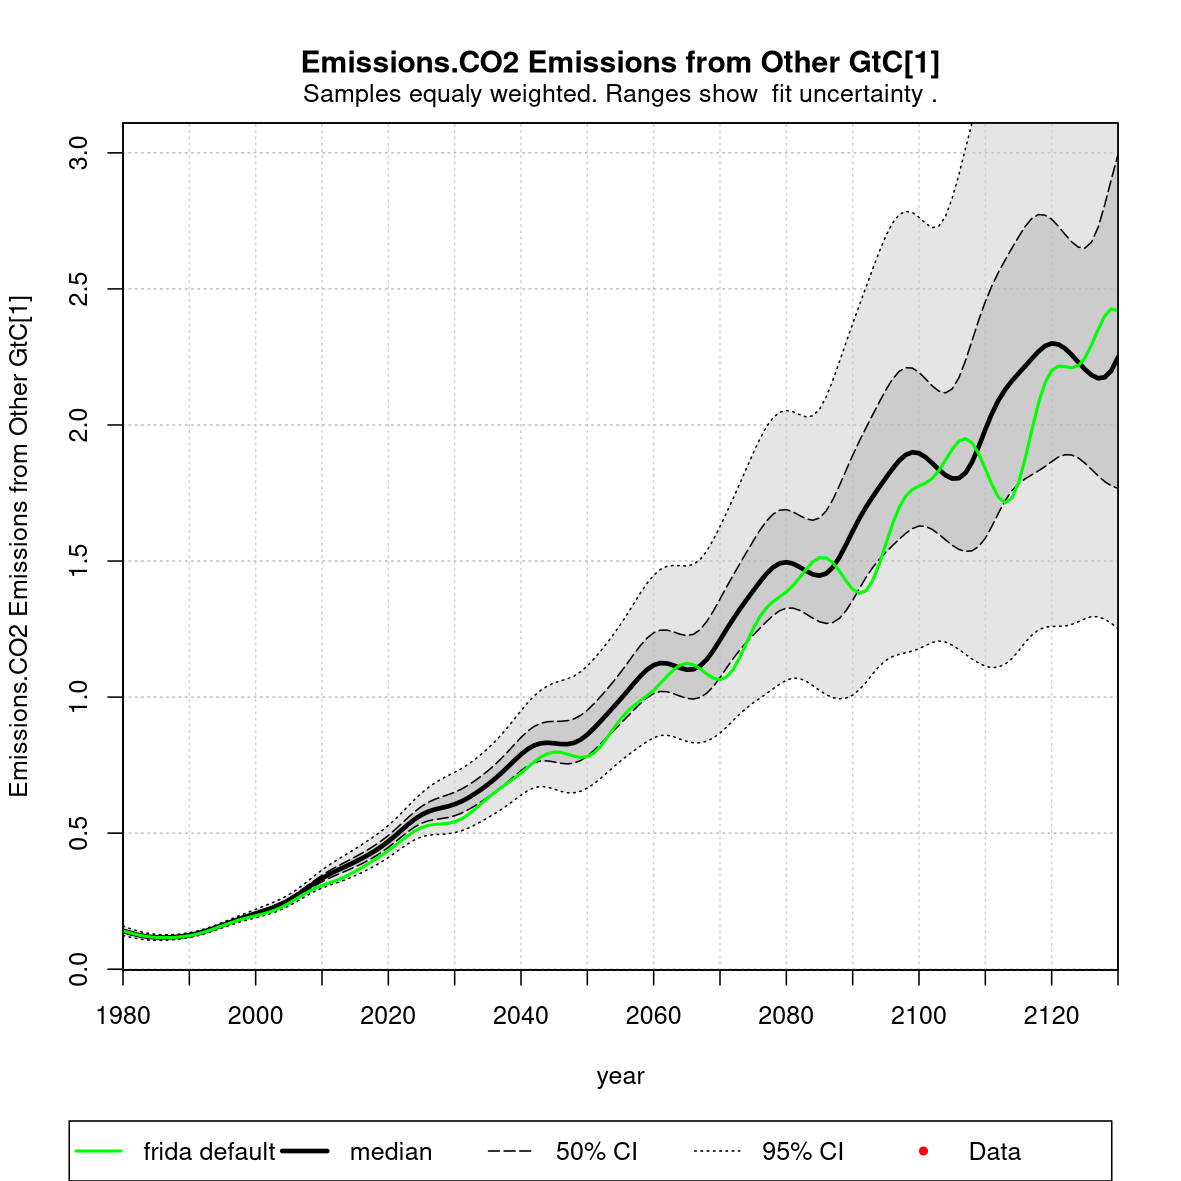 Emissions.CO2 Emissions from Other GtC[1]
Samples equaly weighted. Ranges show  fit uncertainty .
Emissions.CO2 Emissions from Other GtC[1]
3.0
2.5
2.0
1.5
1.0
0.5
0.0
1980 2000 2020 2040 2060 2080 2100 2120
year
frida default median 50% CI 95% CI Data